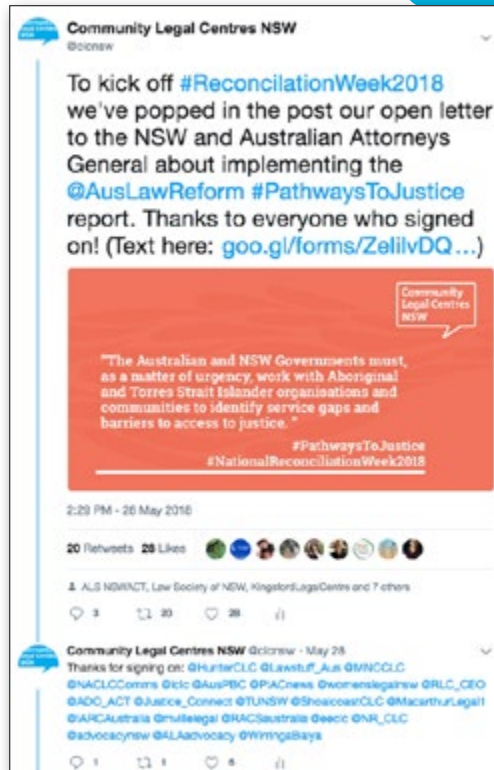 Community Legal Centres NSW
@clcnsw
To kick off #ReconcilationWeek2018
we've popped in the post our open letter
to the NSW and Australian Attorneys
General about implementing the
@AusLawReform #PathwaysToJustice
report. Thanks to everyone who signed
on! (Text here: goo.gl/forms/ZeIilvDQ...)
Community
Legal Centres
NSW
"The Australian and NSW Governments must,
as a matter of urgency, work with Aboriginal
and Torres Strait Islander organisations and
communities to identify service gaps and
barriers to access to justice. "
#PathwaysToJustice
#NationalReconciliationWeek2018
2:29 PM - 28 May 2018
20 Retweets 28 Likes
ALS NSW/ACT, Law Society of NSW, KingsfordLegalCentre and 7 others
3 20 28
Community Legal Centres NSW @clcnsw · May 28
Thanks for signing on: @HunterCLC @Lawstuff_Aus @MNCCLC
@NACLCComms @iclc @AusPBC @PIACnews @womenslegalnsw @RLC_CEO
@ADO_ACT @Justice_Connect @TUNSW @ShoalcoastCLC @MacarthurLegal1
@IARCAustralia @mvillelegal @RACSaustralia @NR_CLC
@advocacynsw @ALAadvocacy @WirringaBaiya
1 1 6